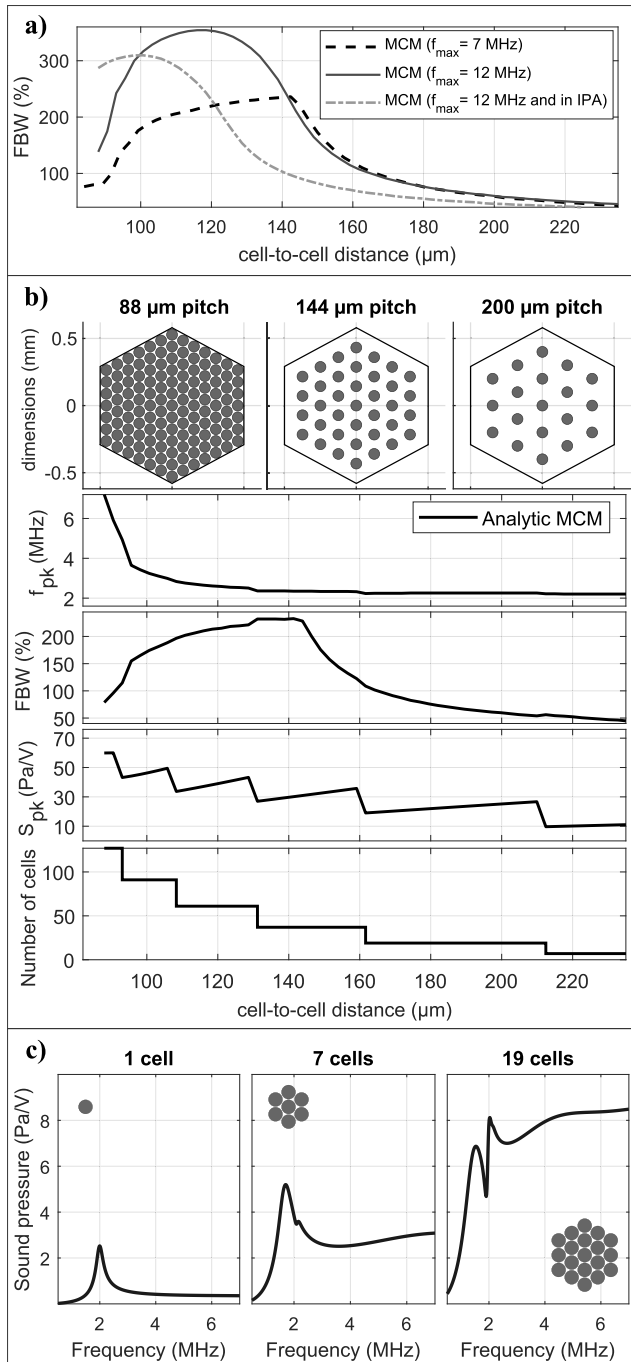 a)
FBW (%)
300
200
100
MCM (f_max= 7 MHz)
MCM (f_max= 12 MHz)
MCM (f_max= 12 MHz and in IPA)
100 120 140 160 180 200 220
cell-to-cell distance (µm)
b)
88 µm pitch 144 µm pitch 200 µm pitch
dimensions (mm)
0.5
0
-0.5
f_pk (MHz)
6
4
2
Analytic MCM
FBW (%)
200
150
100
50
S_pk (Pa/V)
70
50
30
10
Number of cells
100
50
0
100 120 140 160 180 200 220
cell-to-cell distance (µm)
c)
1 cell 7 cells 19 cells
Sound pressure (Pa/V)
8
6
4
2
2 4 6 2 4 6 2 4 6
Frequency (MHz) Frequency (MHz) Frequency (MHz)